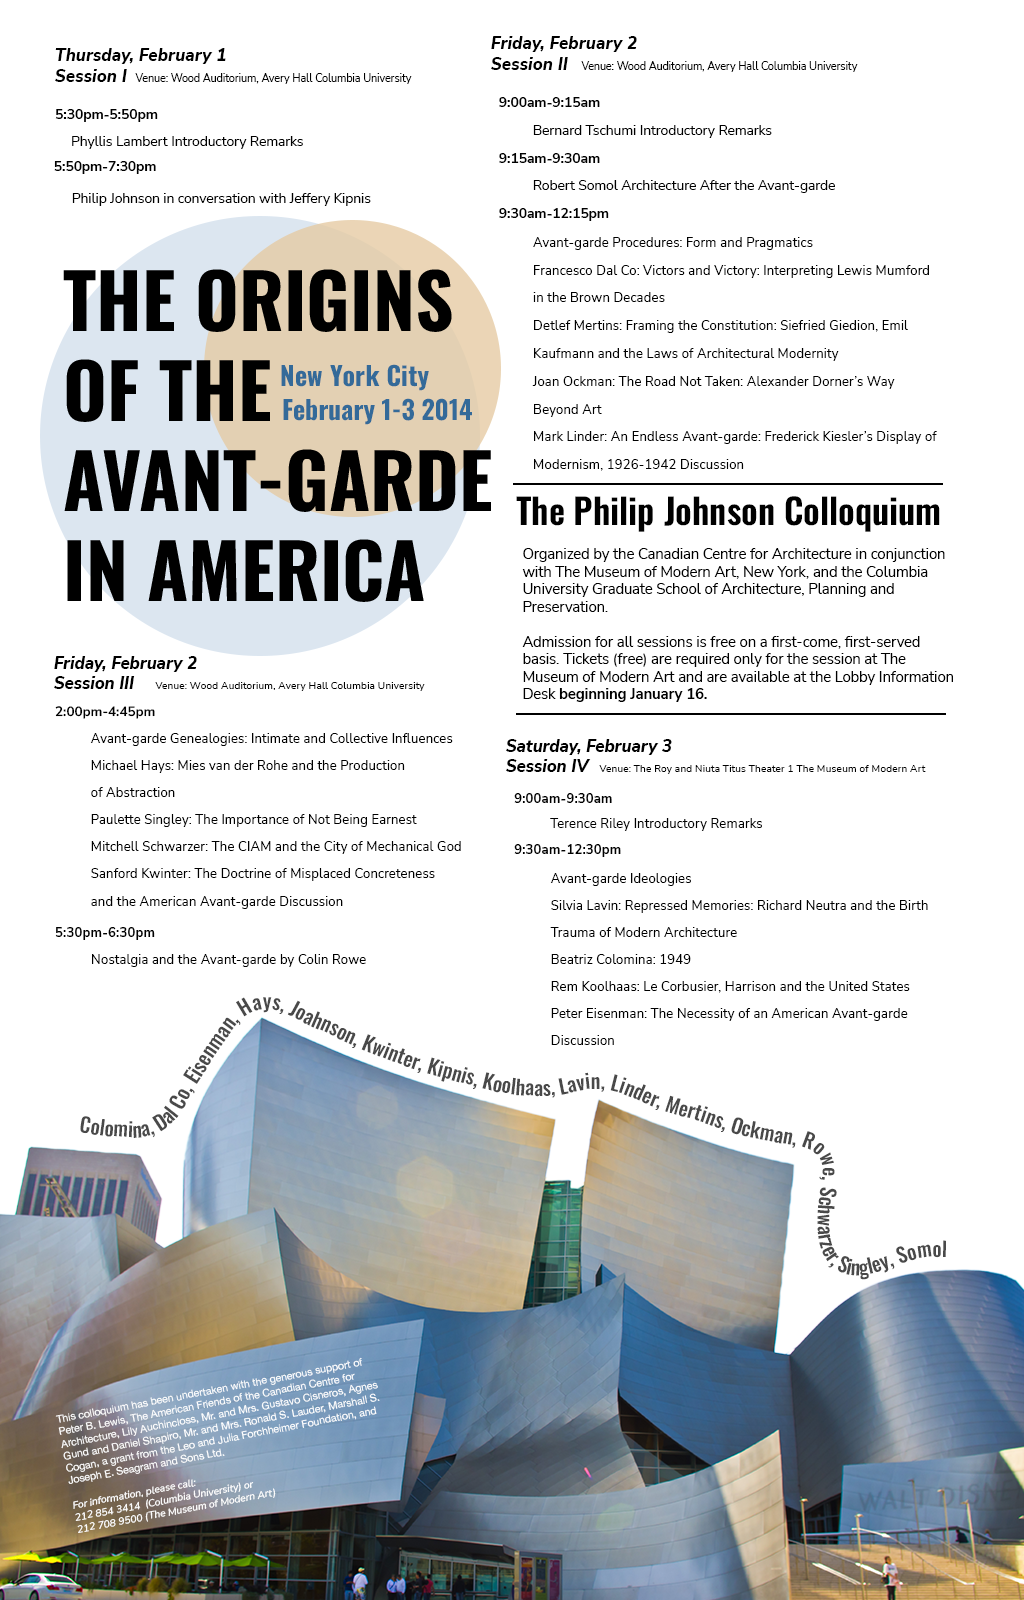 Thursday, February 1
Session I Venue: Wood Auditorium, Avery Hall Columbia University
5:30pm-5:50pm
Phyllis Lambert Introductory Remarks
5:50pm-7:30pm
Philip Johnson in conversation with Jeffery Kipnis
Friday, February 2
Session II Venue: Wood Auditorium, Avery Hall Columbia University
9:00am-9:15am
Bernard Tschumi Introductory Remarks
9:15am-9:30am
Robert Somol Architecture After the Avant-garde
9:30am-12:15pm
Avant-garde Procedures: Form and Pragmatics
Francesco Dal Co: Victors and Victory: Interpreting Lewis Mumford
in the Brown Decades
Detlef Mertins: Framing the Constitution: Siefried Giedion, Emil
Kaufmann and the Laws of Architectural Modernity
Joan Ockman: The Road Not Taken: Alexander Dorner's Way
Beyond Art
Mark Linder: An Endless Avant-garde: Frederick Kiesler's Display of
Modernism, 1926-1942 Discussion
THE ORIGINS
OF THE
AVANT-GARDE
IN AMERICA
New York City
February 1-3 2014
The Philip Johnson Colloquium
Organized by the Canadian Centre for Architecture in conjunction
with The Museum of Modern Art, New York, and the Columbia
University Graduate School of Architecture, Planning and
Preservation.
Admission for all sessions is free on a first-come, first-served
basis. Tickets (free) are required only for the session at The
Museum of Modern Art and are available at the Lobby Information
Desk beginning January 16.
Friday, February 2
Session III Venue: Wood Auditorium, Avery Hall Columbia University
2:00pm-4:45pm
Avant-garde Genealogies: Intimate and Collective Influences
Michael Hays: Mies van der Rohe and the Production
of Abstraction
Paulette Singley: The Importance of Not Being Earnest
Mitchell Schwarzer: The CIAM and the City of Mechanical God
Sanford Kwinter: The Doctrine of Misplaced Concreteness
and the American Avant-garde Discussion
5:30pm-6:30pm
Nostalgia and the Avant-garde by Colin Rowe
Saturday, February 3
Session IV Venue: The Roy and Niuta Titus Theater 1 The Museum of Modern Art
9:00am-9:30am
Terence Riley Introductory Remarks
9:30am-12:30pm
Avant-garde Ideologies
Silvia Lavin: Repressed Memories: Richard Neutra and the Birth
Trauma of Modern Architecture
Beatriz Colomina: 1949
Rem Koolhaas: Le Corbusier, Harrison and the United States
Peter Eisenman: The Necessity of an American Avant-garde
Discussion
Colomina, Dal Co, Eisenman, Hays, Joahnson, Kwinter, Kipnis, Koolhaas, Lavin, Linder, Mertins, Ockman, Rowe, Schwarzer, Singley, Somol
This colloquium has been undertaken with the generous support of
Peter B. Lewis, The American Friends of the Canadian Centre for
Architecture, Lily Auchincloss, Mr. and Mrs. Gustavo Cisneros, Agnes
Gund and Daniel Shapiro, Mr. and Mrs. Ronald S. Lauder, Marshall S.
Cogan, a grant from the Leo and Julia Forchheimer Foundation, and
Joseph E. Seagram and Sons Ltd.
For information, please call:
212 854 3414 (Columbia University) or
212 708 9500 (The Museum of Modern Art)
WALT DISNE